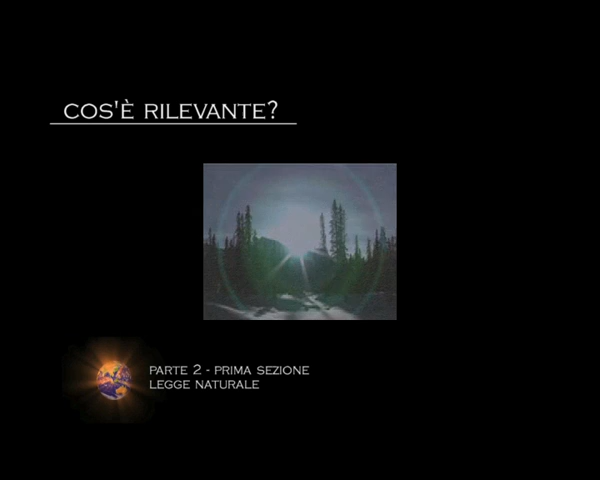 COS'È RILEVANTE?
PARTE 2 - PRIMA SEZIONE
LEGGE NATURALE